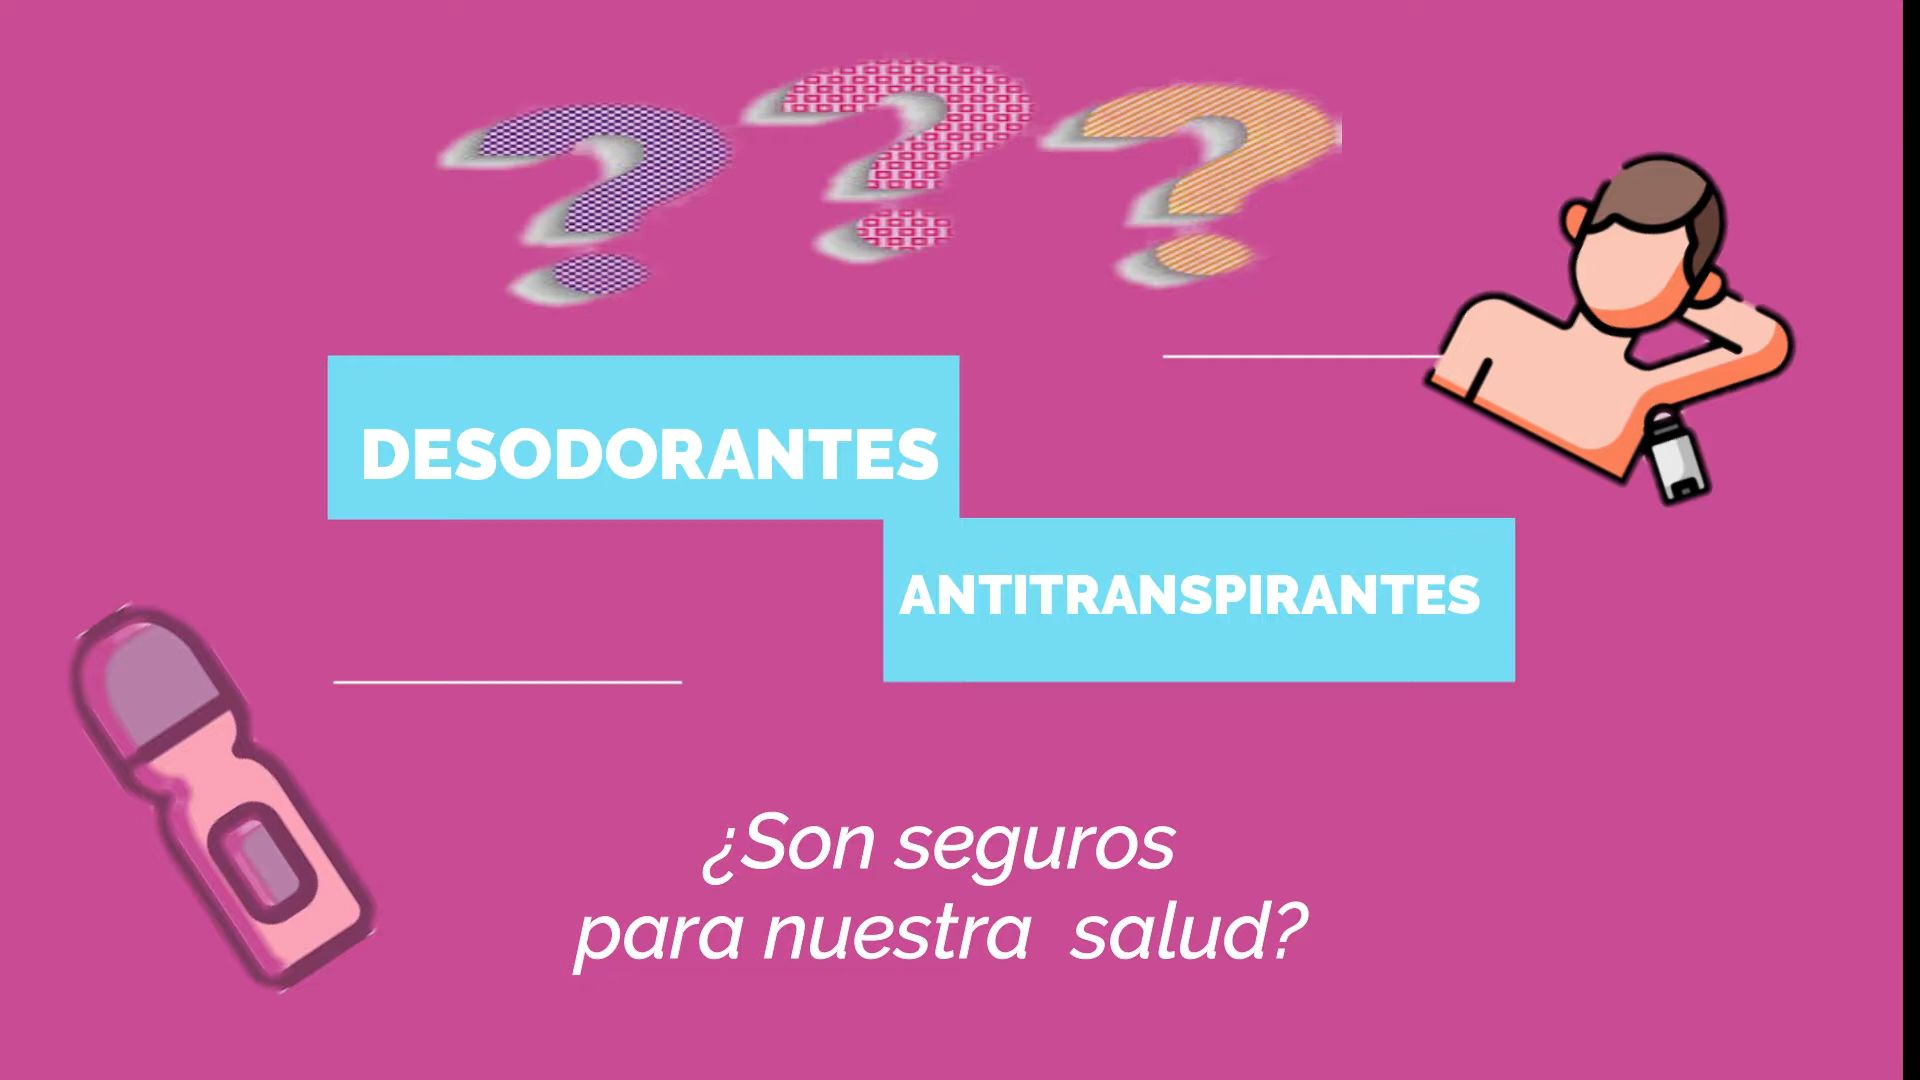 ???
DESODORANTES
ANTITRANSPIRANTES
¿Son seguros
para nuestra salud?